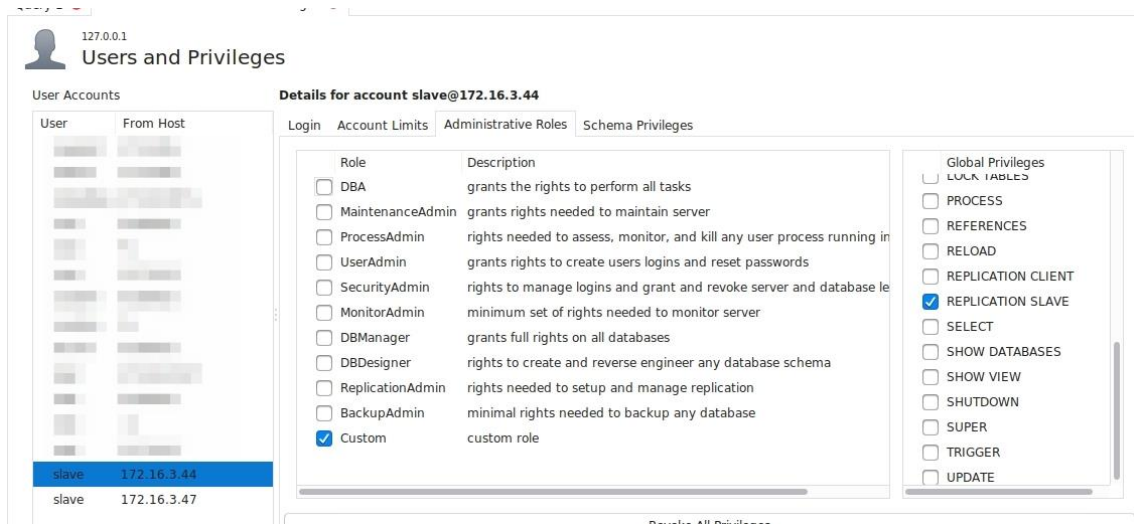 127.0.0.1
Users and Privileges
User Accounts
Details for account slave@172.16.3.44
User From Host
Login Account Limits Administrative Roles Schema Privileges
Role Description
DBA grants the rights to perform all tasks
MaintenanceAdmin grants rights needed to maintain server
ProcessAdmin rights needed to assess, monitor, and kill any user process running in
UserAdmin grants rights to create users logins and reset passwords
SecurityAdmin rights to manage logins and grant and revoke server and database le
MonitorAdmin minimum set of rights needed to monitor server
DBManager grants full rights on all databases
DBDesigner rights to create and reverse engineer any database schema
ReplicationAdmin rights needed to setup and manage replication
BackupAdmin minimal rights needed to backup any database
Custom custom role
Global Privileges
LOCK TABLES
PROCESS
REFERENCES
RELOAD
REPLICATION CLIENT
REPLICATION SLAVE
SELECT
SHOW DATABASES
SHOW VIEW
SHUTDOWN
SUPER
TRIGGER
UPDATE
slave 172.16.3.44
slave 172.16.3.47
Revoke All Privileges